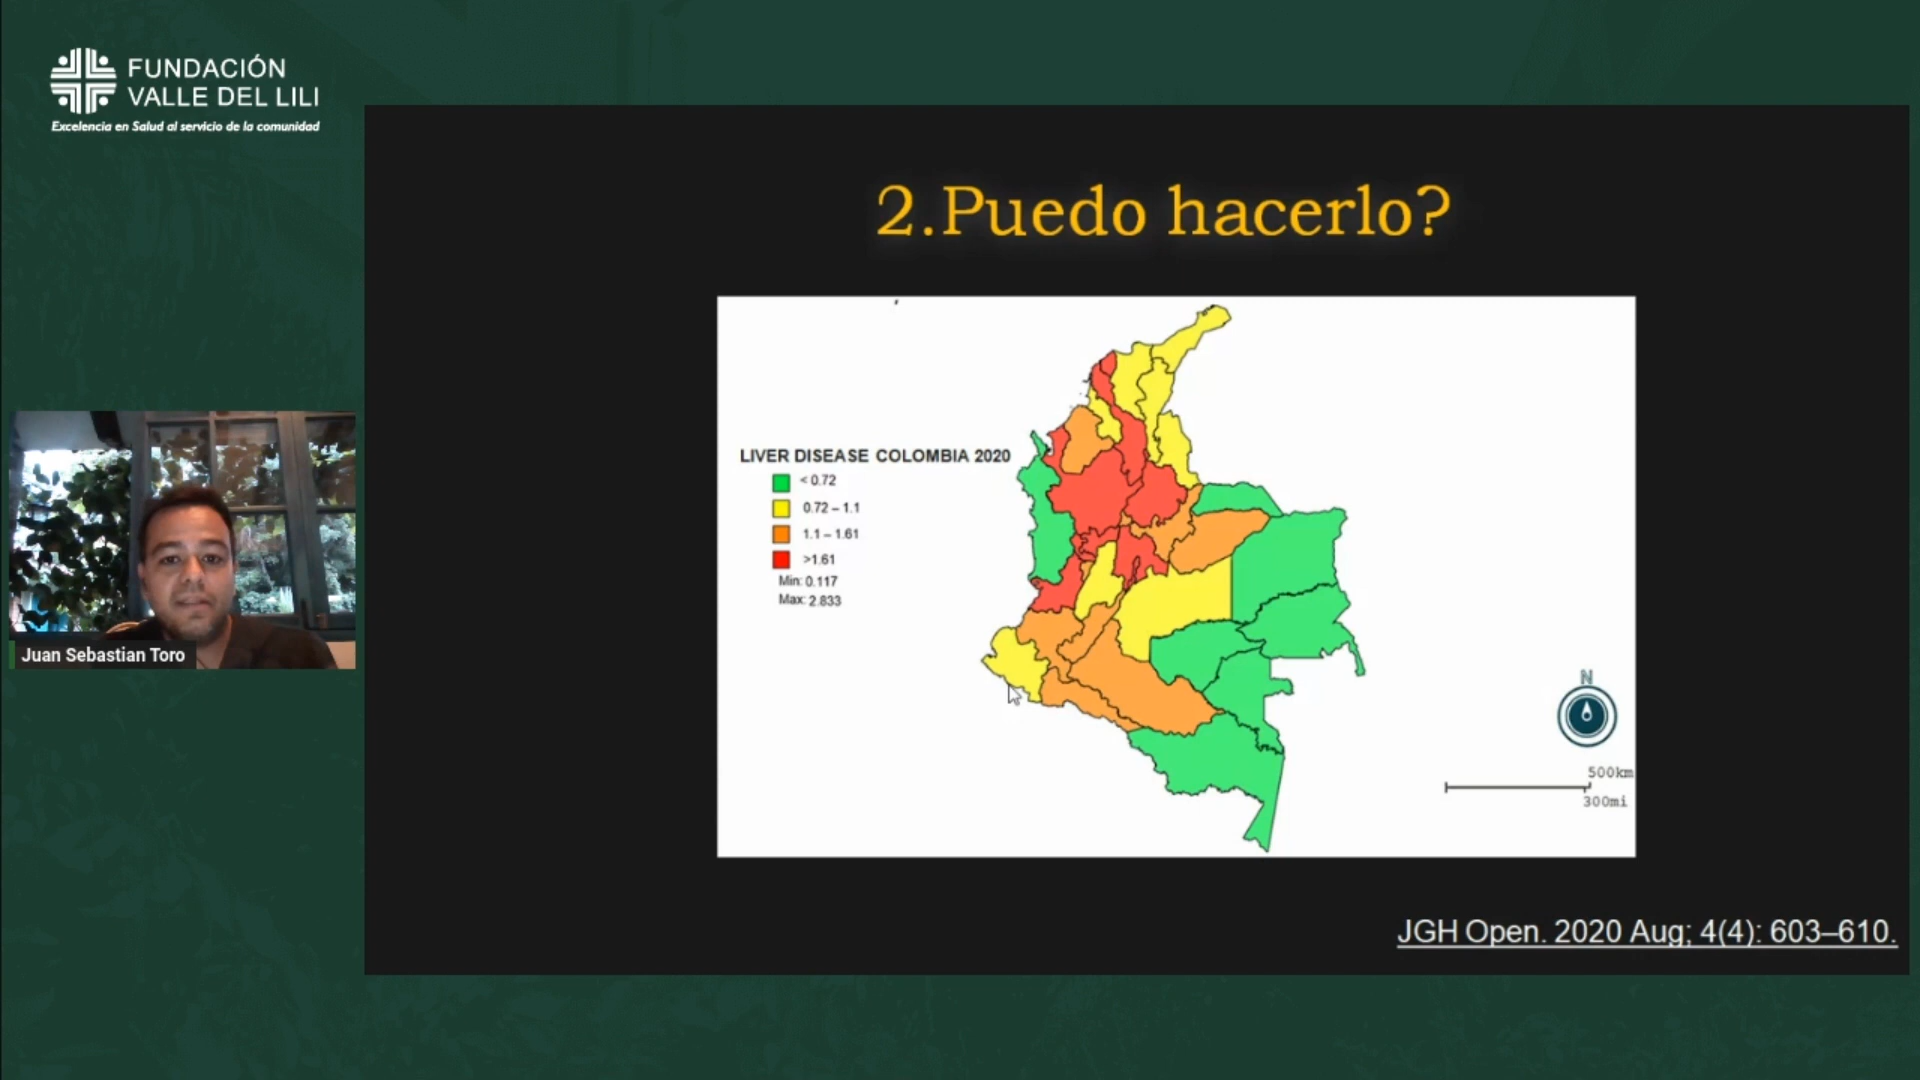 FUNDACIÓN
VALLE DEL LILI
Excelencia en Salud al servicio de la comunidad
2.Puedo hacerlo?
LIVER DISEASE COLOMBIA 2020
< 0.72
0.72 – 1.1
1.1 – 1.61
>1.61
Min: 0.117
Max: 2.833
N
500km
300mi
Juan Sebastian Toro
JGH Open. 2020 Aug; 4(4): 603–610.